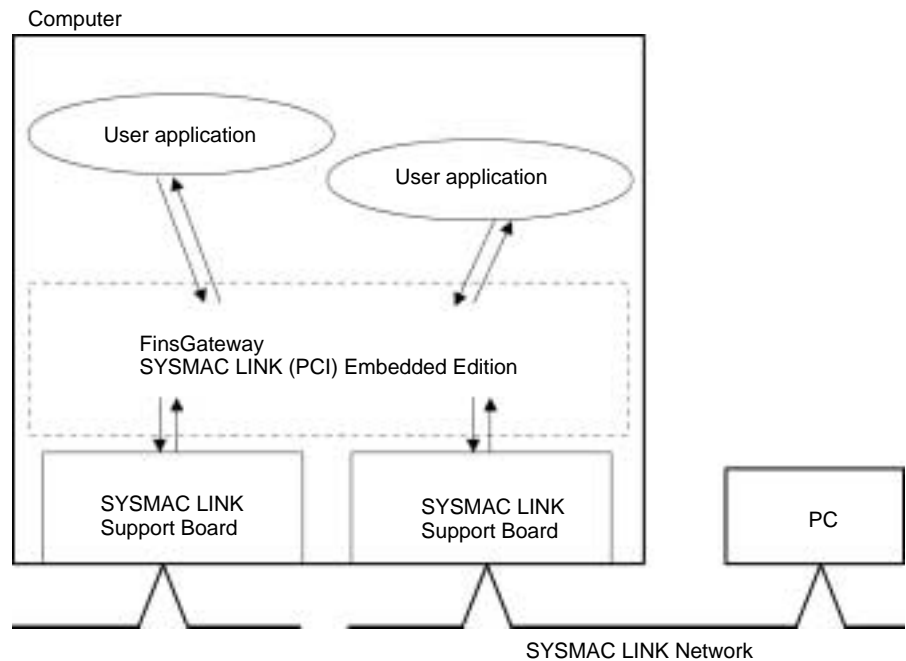 Computer
User application
User application
FinsGateway
SYSMAC LINK (PCI) Embedded Edition
SYSMAC LINK
Support Board
SYSMAC LINK
Support Board
PC
SYSMAC LINK Network